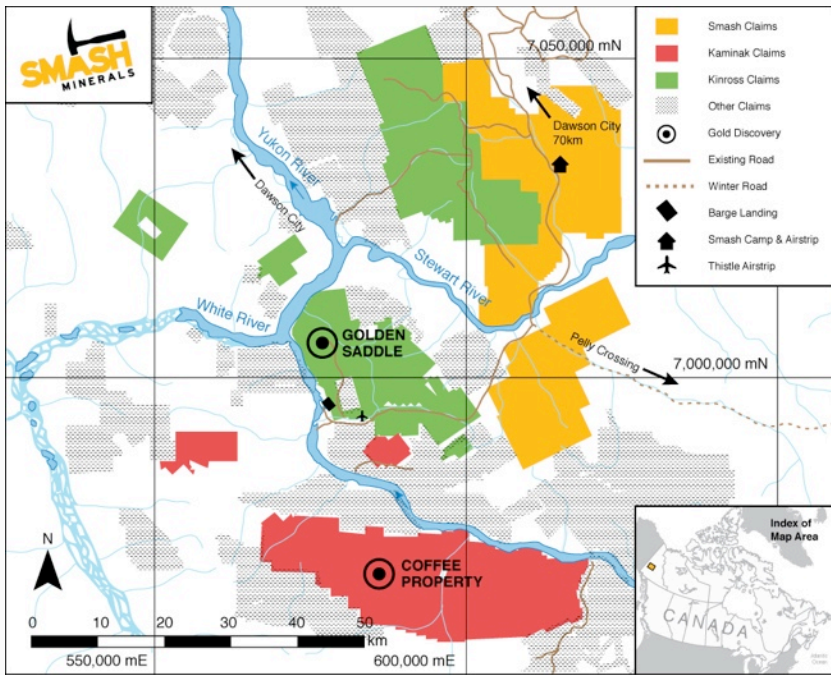 SMASH
MINERALS
7,050,000 mN
Dawson City
70km
Yukon River
Dawson City
Stewart River
White River
GOLDEN
SADDLE
Pelly Crossing
7,000,000 mN
COFFEE
PROPERTY
N
0 10 20 30 40 50
km
550,000 mE
600,000 mE
Smash Claims
Kaminak Claims
Kinross Claims
Other Claims
Gold Discovery
Existing Road
Winter Road
Barge Landing
Smash Camp & Airstrip
Thistle Airstrip
Index of
Map Area
CANADA
Atlantic
Ocean